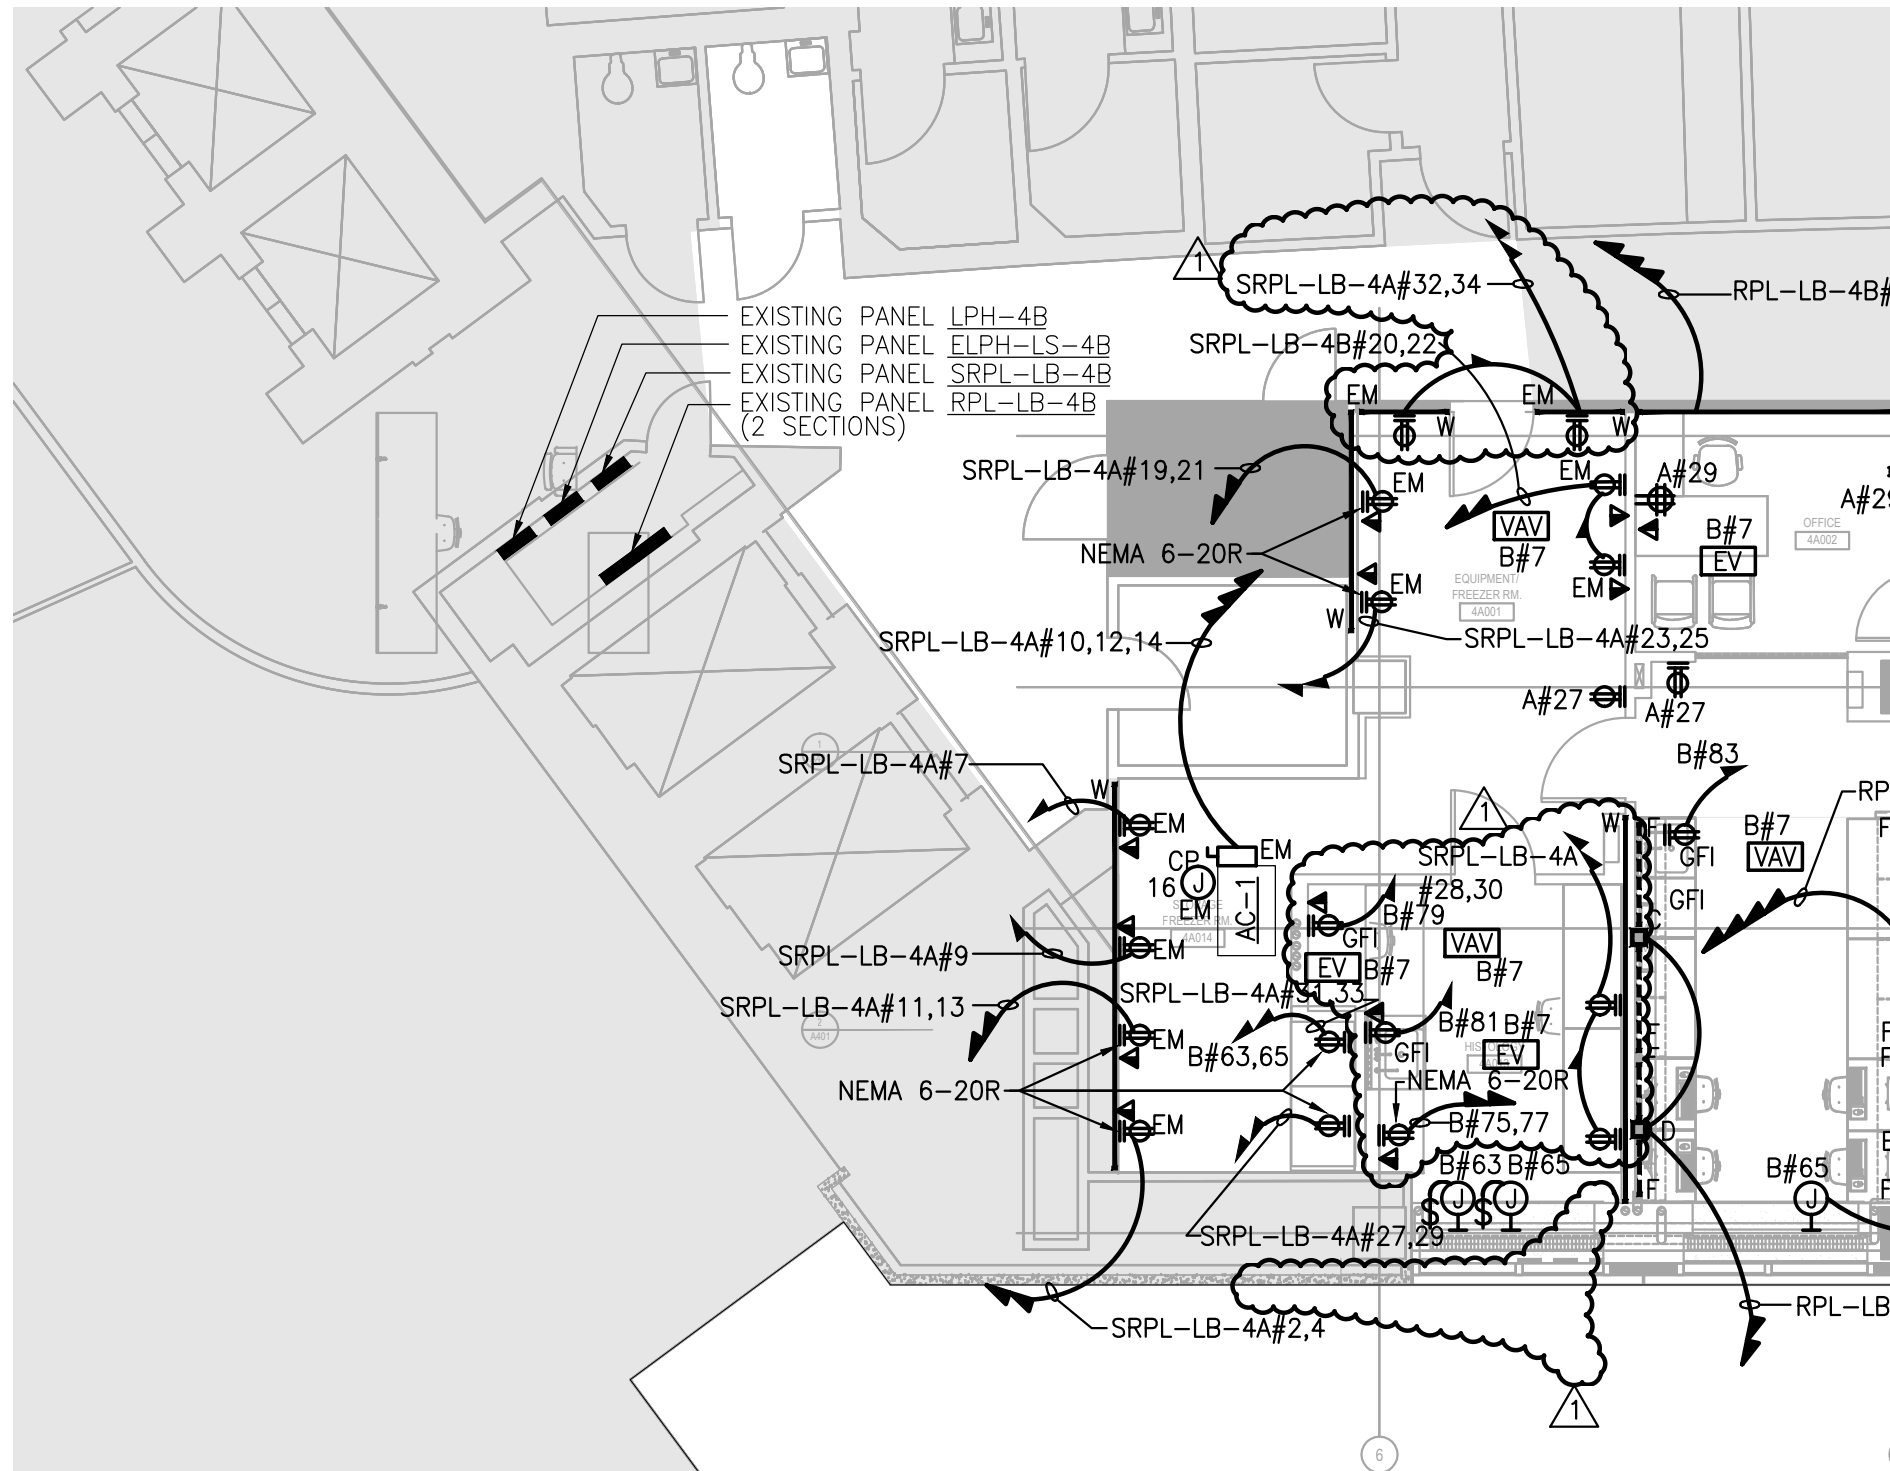 1
SRPL-LB-4A#32,34
RPL-LB-4B#
EXISTING PANEL LPH-4B
EXISTING PANEL ELPH-LS-4B
EXISTING PANEL SRPL-LB-4B
EXISTING PANEL RPL-LB-4B
(2 SECTIONS)
SRPL-LB-4B#20,22
EM
EM
W
W
SRPL-LB-4A#19,21
EM
EM
A#29
A#29
VAV
B#7
OFFICE
4A002
B#7
EV
NEMA 6-20R
EM
EQUIPMENT/
FREEZER RM.
4A001
EM
W
SRPL-LB-4A#10,12,14
SRPL-LB-4A#23,25
A#27
A#27
B#83
1
SRPL-LB-4A#7
W
EM
RP
1
W
F
GFI
B#7
VAV
F
CP
EM
16
J
EM
AC-1
FREEZER RM.
4A014
SRPL-LB-4A
#28,30
B#79
GFI
GFI
C
VAV
B#7
EV
B#7
SRPL-LB-4A#9
EM
SRPL-LB-4A#11,13
2
A401
SRPL-LB-4A#31,33
EM
B#63,65
B#81
B#7
EV
GFI
F
F
F
F
NEMA 6-20R
NEMA 6-20R
EM
B#75,77
D
B#63
B#65
B#65
J
J
J
$
$
F
F
SRPL-LB-4A#27,29
SRPL-LB-4A#2,4
RPL-LB
1
6